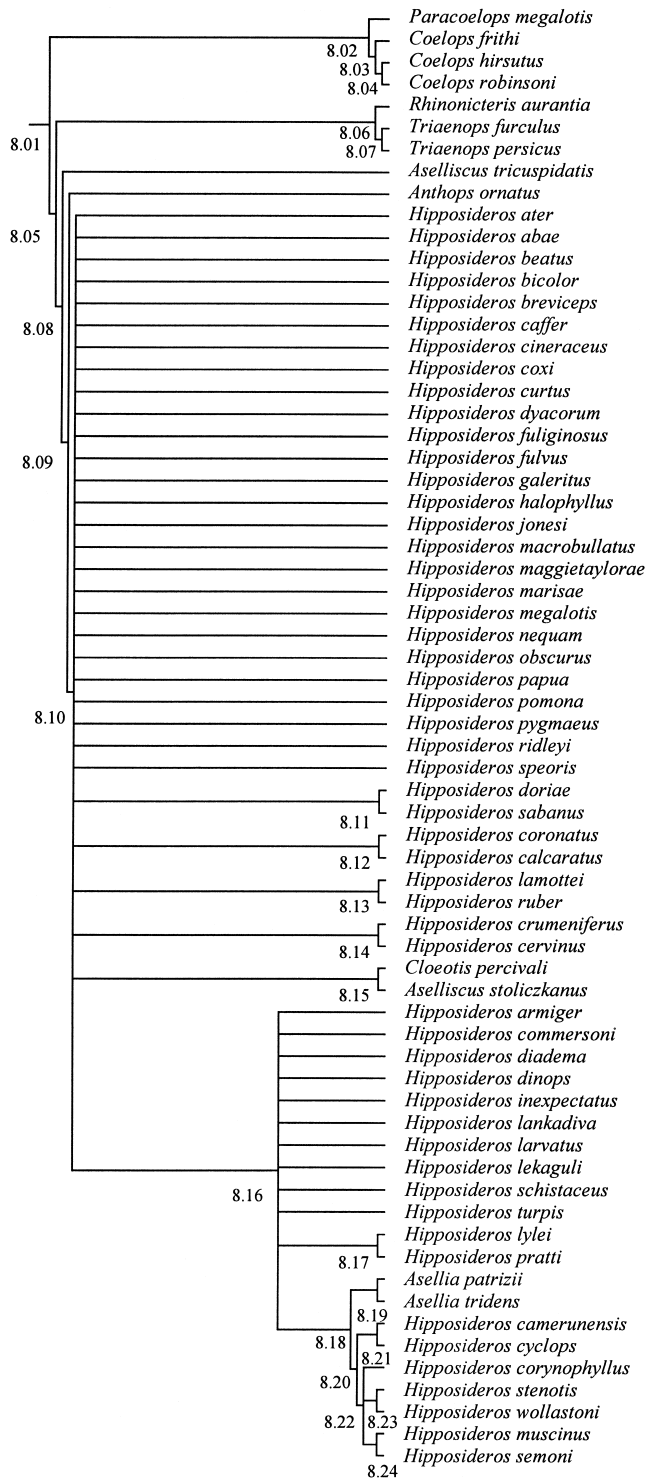 Paracoelops megalotis
Coelops frithi
8.02
Coelops hirsutus
8.03
Coelops robinsoni
8.04
Rhinonicteris aurantia
Triaenops furculus
8.06
8.01
Triaenops persicus
8.07
Aselliscus tricuspidatis
Anthops ornatus
Hipposideros ater
Hipposideros abae
8.05
Hipposideros beatus
Hipposideros bicolor
Hipposideros breviceps
Hipposideros caffer
8.08
Hipposideros cineraceus
Hipposideros coxi
Hipposideros curtus
Hipposideros dyacorum
Hipposideros fuliginosus
Hipposideros fulvus
8.09
Hipposideros galeritus
Hipposideros halophyllus
Hipposideros jonesi
Hipposideros macrobullatus
Hipposideros maggietaylorae
Hipposideros marisae
Hipposideros megalotis
Hipposideros nequam
Hipposideros obscurus
Hipposideros papua
Hipposideros pomona
8.10
Hipposideros pygmaeus
Hipposideros ridleyi
Hipposideros speoris
Hipposideros doriae
Hipposideros sabanus
8.11
Hipposideros coronatus
Hipposideros calcaratus
8.12
Hipposideros lamottei
Hipposideros ruber
8.13
Hipposideros crumeniferus
Hipposideros cervinus
8.14
Cloeotis percivali
Aselliscus stoliczkanus
8.15
Hipposideros armiger
Hipposideros commersoni
Hipposideros diadema
Hipposideros dinops
Hipposideros inexpectatus
Hipposideros lankadiva
Hipposideros larvatus
Hipposideros lekaguli
Hipposideros schistaceus
8.16
Hipposideros turpis
Hipposideros lylei
Hipposideros pratti
8.17
Asellia patrizii
Asellia tridens
8.19
Hipposideros camerunensis
8.18
Hipposideros cyclops
8.21
Hipposideros corynophyllus
8.20
Hipposideros stenotis
Hipposideros wollastoni
8.22
8.23
Hipposideros muscinus
Hipposideros semoni
8.24